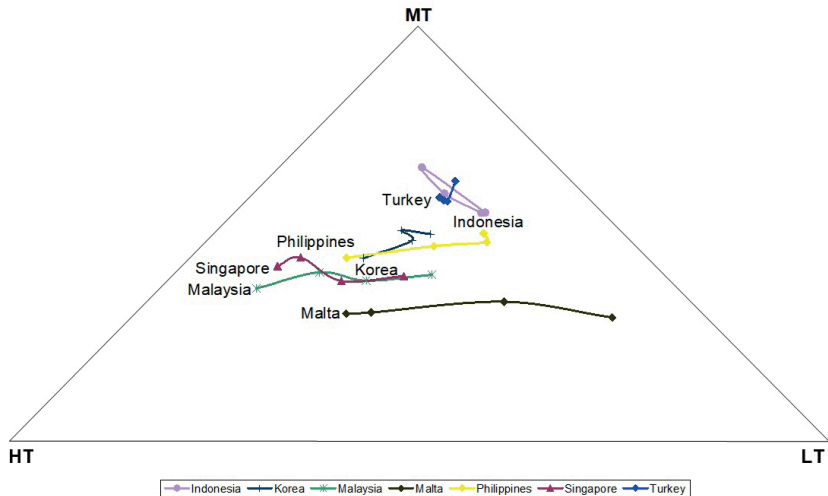 MT
Turkey
Indonesia
Philippines
Singapore
Korea
Malaysia
Malta
HT
LT
Indonesia Korea Malaysia Malta Philippines Singapore Turkey